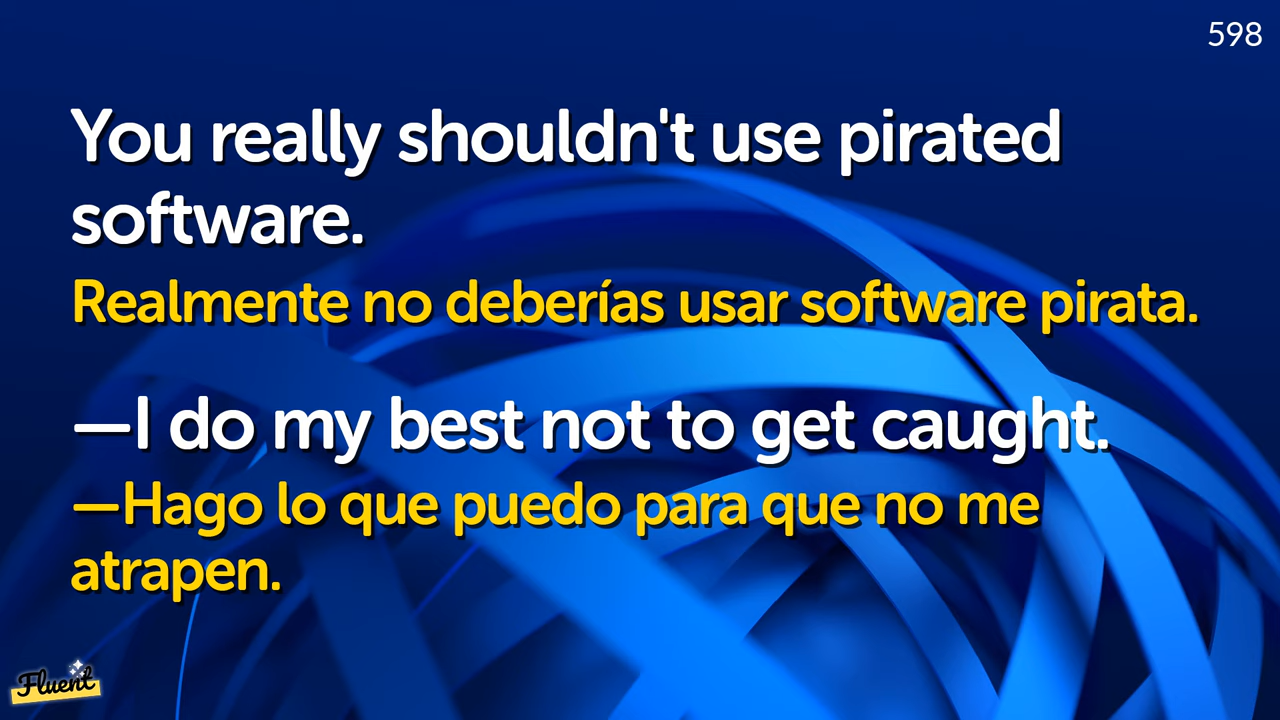 598
You really shouldn't use pirated
software.
Realmente no deberías usar software pirata.
—I do my best not to get caught.
—Hago lo que puedo para que no me
atrapen.
Fluent